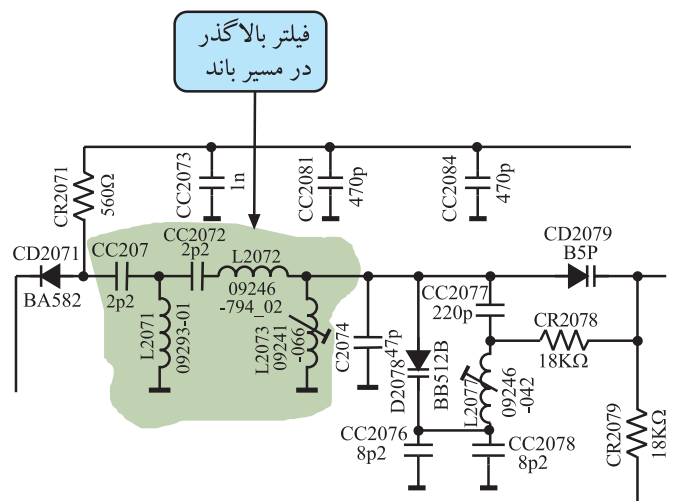 فیلتر بالاگذر
در مسیر باند
CR2071
560Ω
CC2073
1n
CC2081
470p
CC2084
470p
CD2071
BA582
CC207
2p2
CC2072
2p2
L2072
09246
-794_02
L2071
09293-01
L2073
09241
-066
C2074
47p
D2078
BB512B
CC2077
220p
L2077
09246
-042
CD2079
B5P
CR2078
18KΩ
CR2079
18KΩ
CC2076
8p2
CC2078
8p2